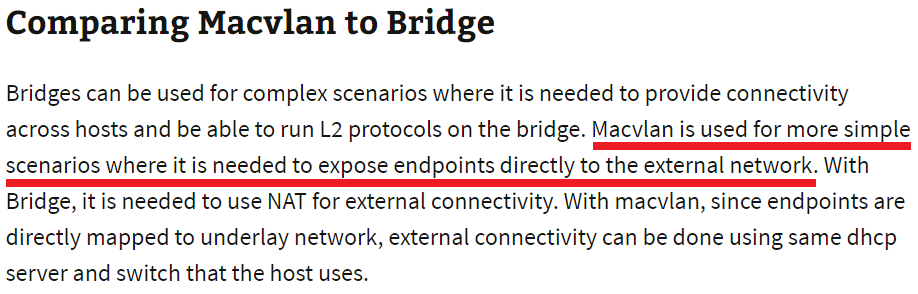 Comparing Macvlan to Bridge
Bridges can be used for complex scenarios where it is needed to provide connectivity
across hosts and be able to run L2 protocols on the bridge. Macvlan is used for more simple
scenarios where it is needed to expose endpoints directly to the external network. With
Bridge, it is needed to use NAT for external connectivity. With macvlan, since endpoints are
directly mapped to underlay network, external connectivity can be done using same dhcp
server and switch that the host uses.